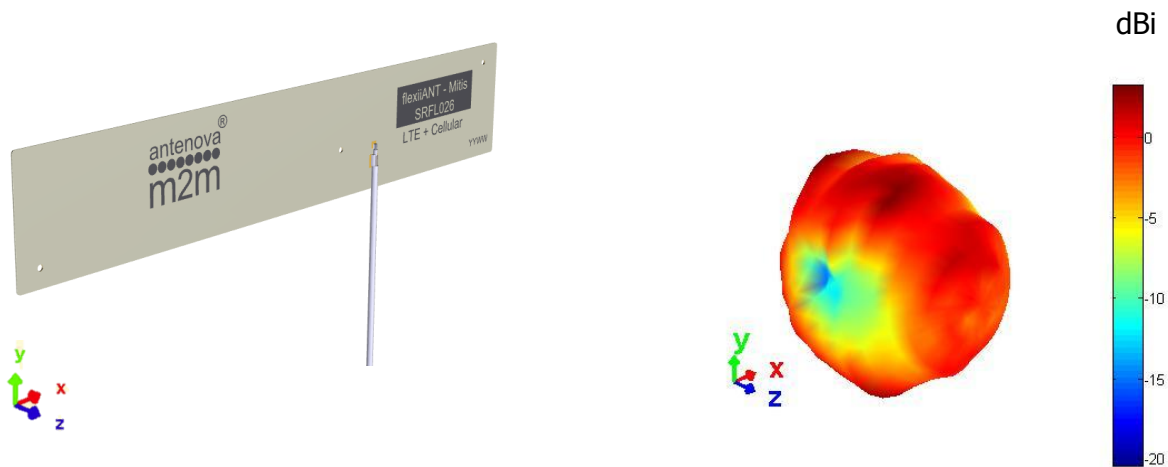 dBi
antenova®
m2m
flexiiANT - Mitis
SRFL026
LTE + Cellular
YYWW
0
-5
-10
-15
-20
y
x
z
y
x
z